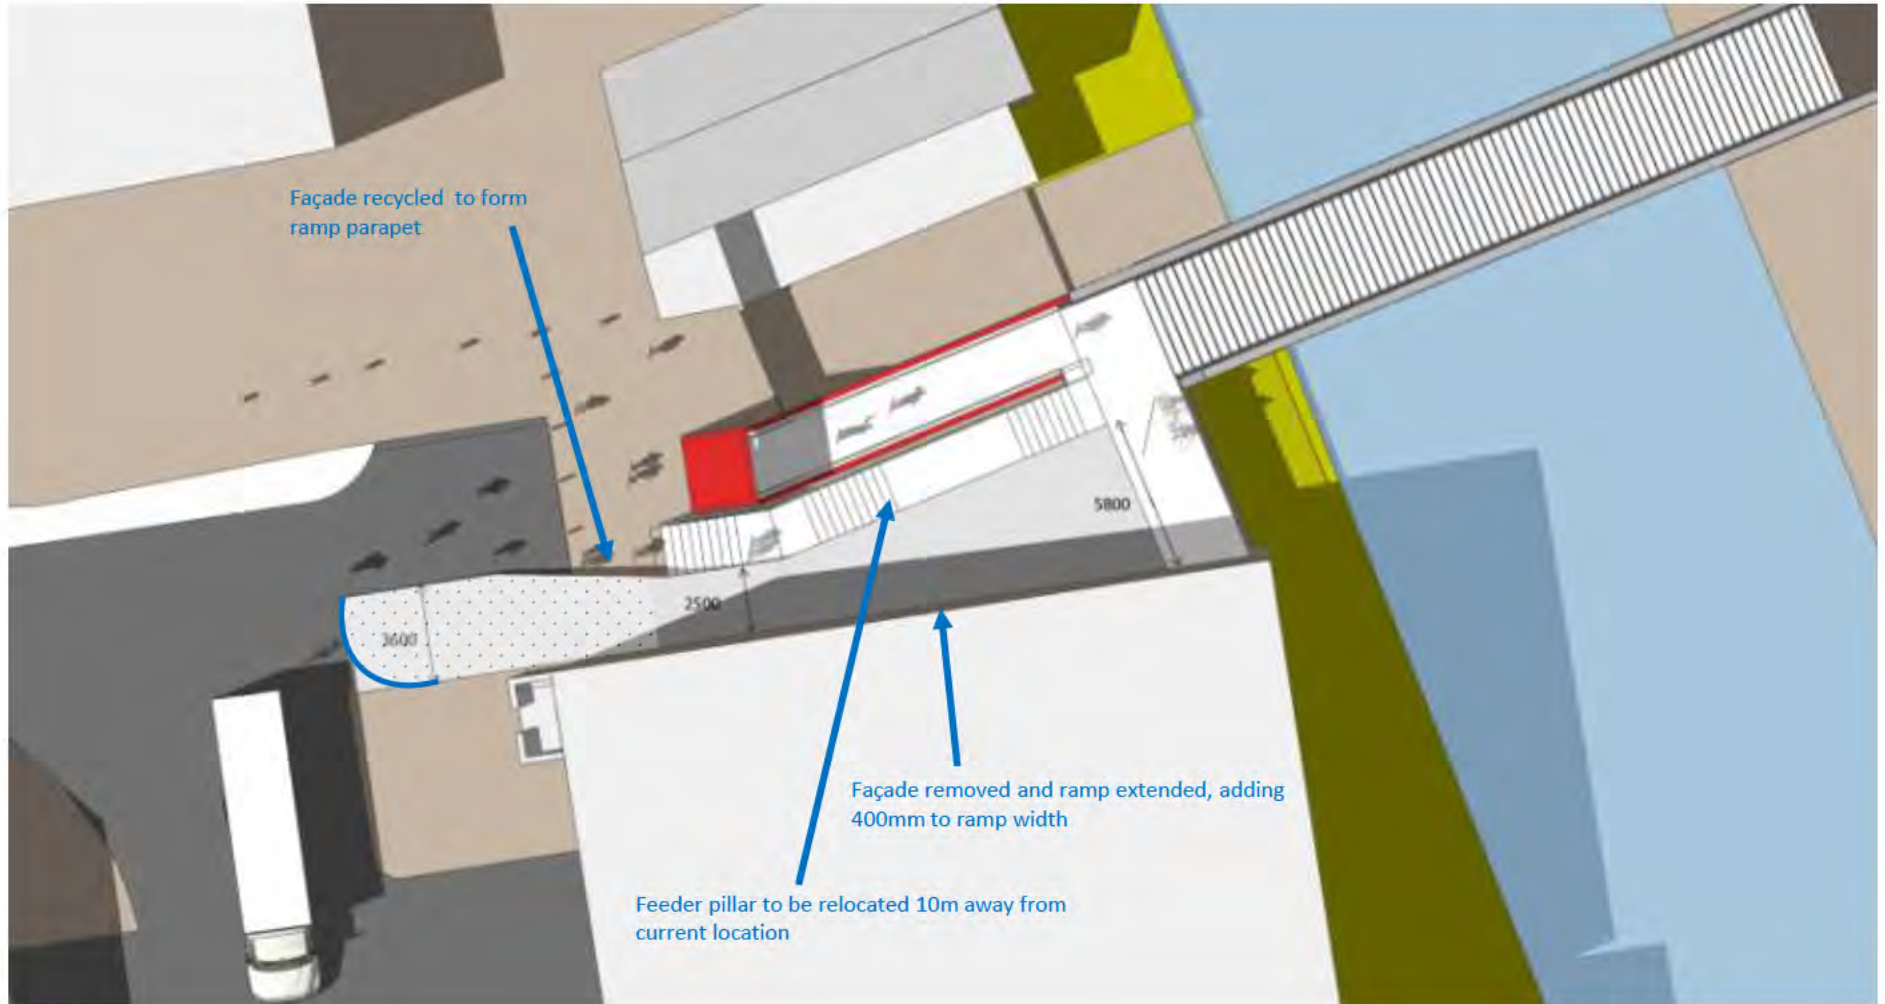 Façade recycled to form
ramp parapet
5800
2500
3600
Façade removed and ramp extended, adding
400mm to ramp width
Feeder pillar to be relocated 10m away from
current location